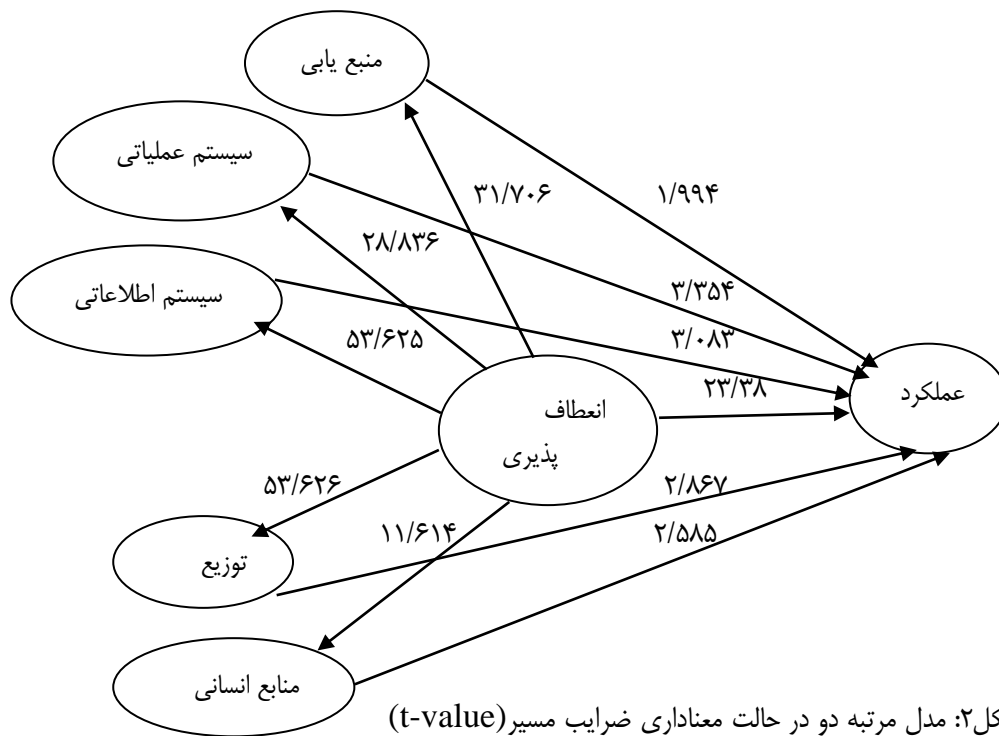 منبع یابی
سیستم عملیاتی
۳۱/۷۰۶
۱/۹۹۴
۲۸/۸۳۶
سیستم اطلاعاتی
۳/۳۵۴
۵۳/۶۲۵
۳/۰۸۳
۲۳/۳۸
عملکرد
انعطاف
پذیری
۵۳/۶۲۶
۲/۸۶۷
۱۱/۶۱۴
۲/۵۸۵
توزیع
منابع انسانی
کل۲: مدل مرتبه دو در حالت معناداری ضرایب مسیر(t-value)